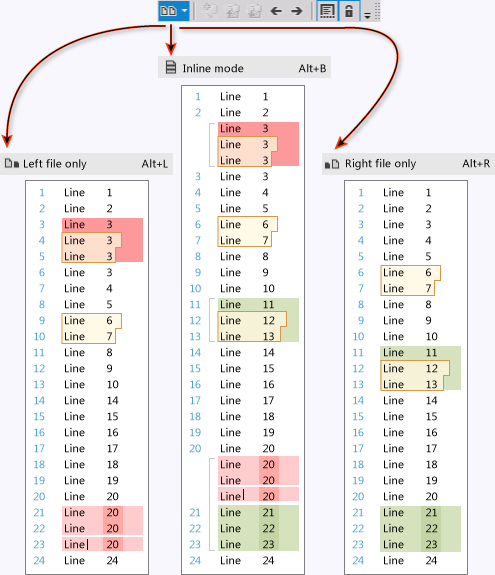 Inline mode Alt+B
Left file only Alt+L
Right file only Alt+R
1 Line 1
2 Line 2
3 Line 3
4 Line 3
5 Line 3
6 Line 3
7 Line 4
8 Line 5
9 Line 6
10 Line 7
11 Line 8
12 Line 9
13 Line 10
14 Line 14
15 Line 15
16 Line 16
17 Line 17
18 Line 18
19 Line 19
20 Line 20
21 Line 20
22 Line 20
23 Line 20
24 Line 24
1 Line 1
2 Line 2
Line 3
Line 3
Line 3
3 Line 3
4 Line 4
5 Line 5
6 Line 6
7 Line 7
8 Line 8
9 Line 9
10 Line 10
11 Line 11
12 Line 12
13 Line 13
14 Line 14
15 Line 15
16 Line 16
17 Line 17
18 Line 18
19 Line 19
20 Line 20
Line 20
Line 20
Line 20
21 Line 21
22 Line 22
23 Line 23
24 Line 24
1 Line 1
2 Line 2
3 Line 3
4 Line 4
5 Line 5
6 Line 6
7 Line 7
8 Line 8
9 Line 9
10 Line 10
11 Line 11
12 Line 12
13 Line 13
14 Line 14
15 Line 15
16 Line 16
17 Line 17
18 Line 18
19 Line 19
20 Line 20
21 Line 21
22 Line 22
23 Line 23
24 Line 24